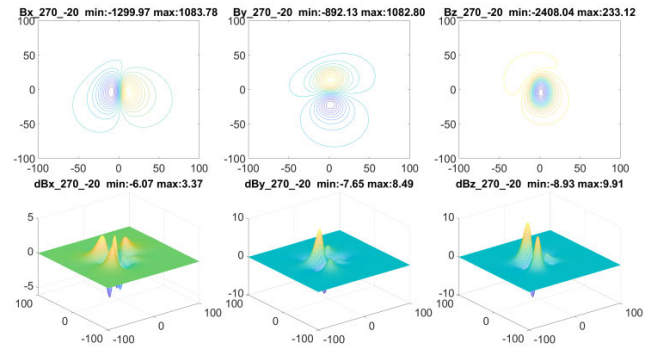 Bx_270_-20 min:-1299.97 max:1083.78
By_270_-20 min:-892.13 max:1082.80
Bz_270_-20 min:-2408.04 max:233.12
100 100 100
50 50 50
0 0 0
-50 -50 -50
-100 -100 -100
-100 -50 0 50 100
-100 -50 0 50 100
-100 -50 0 50 100
dBx_270_-20 min:-6.07 max:3.37
dBy_270_-20 min:-7.65 max:8.49
dBz_270_-20 min:-8.93 max:9.91
5 10 10
0 0 0
-5 -10 -10
100 0 -100 -100 0 100
100 0 -100 -100 0 100
100 0 -100 -100 0 100